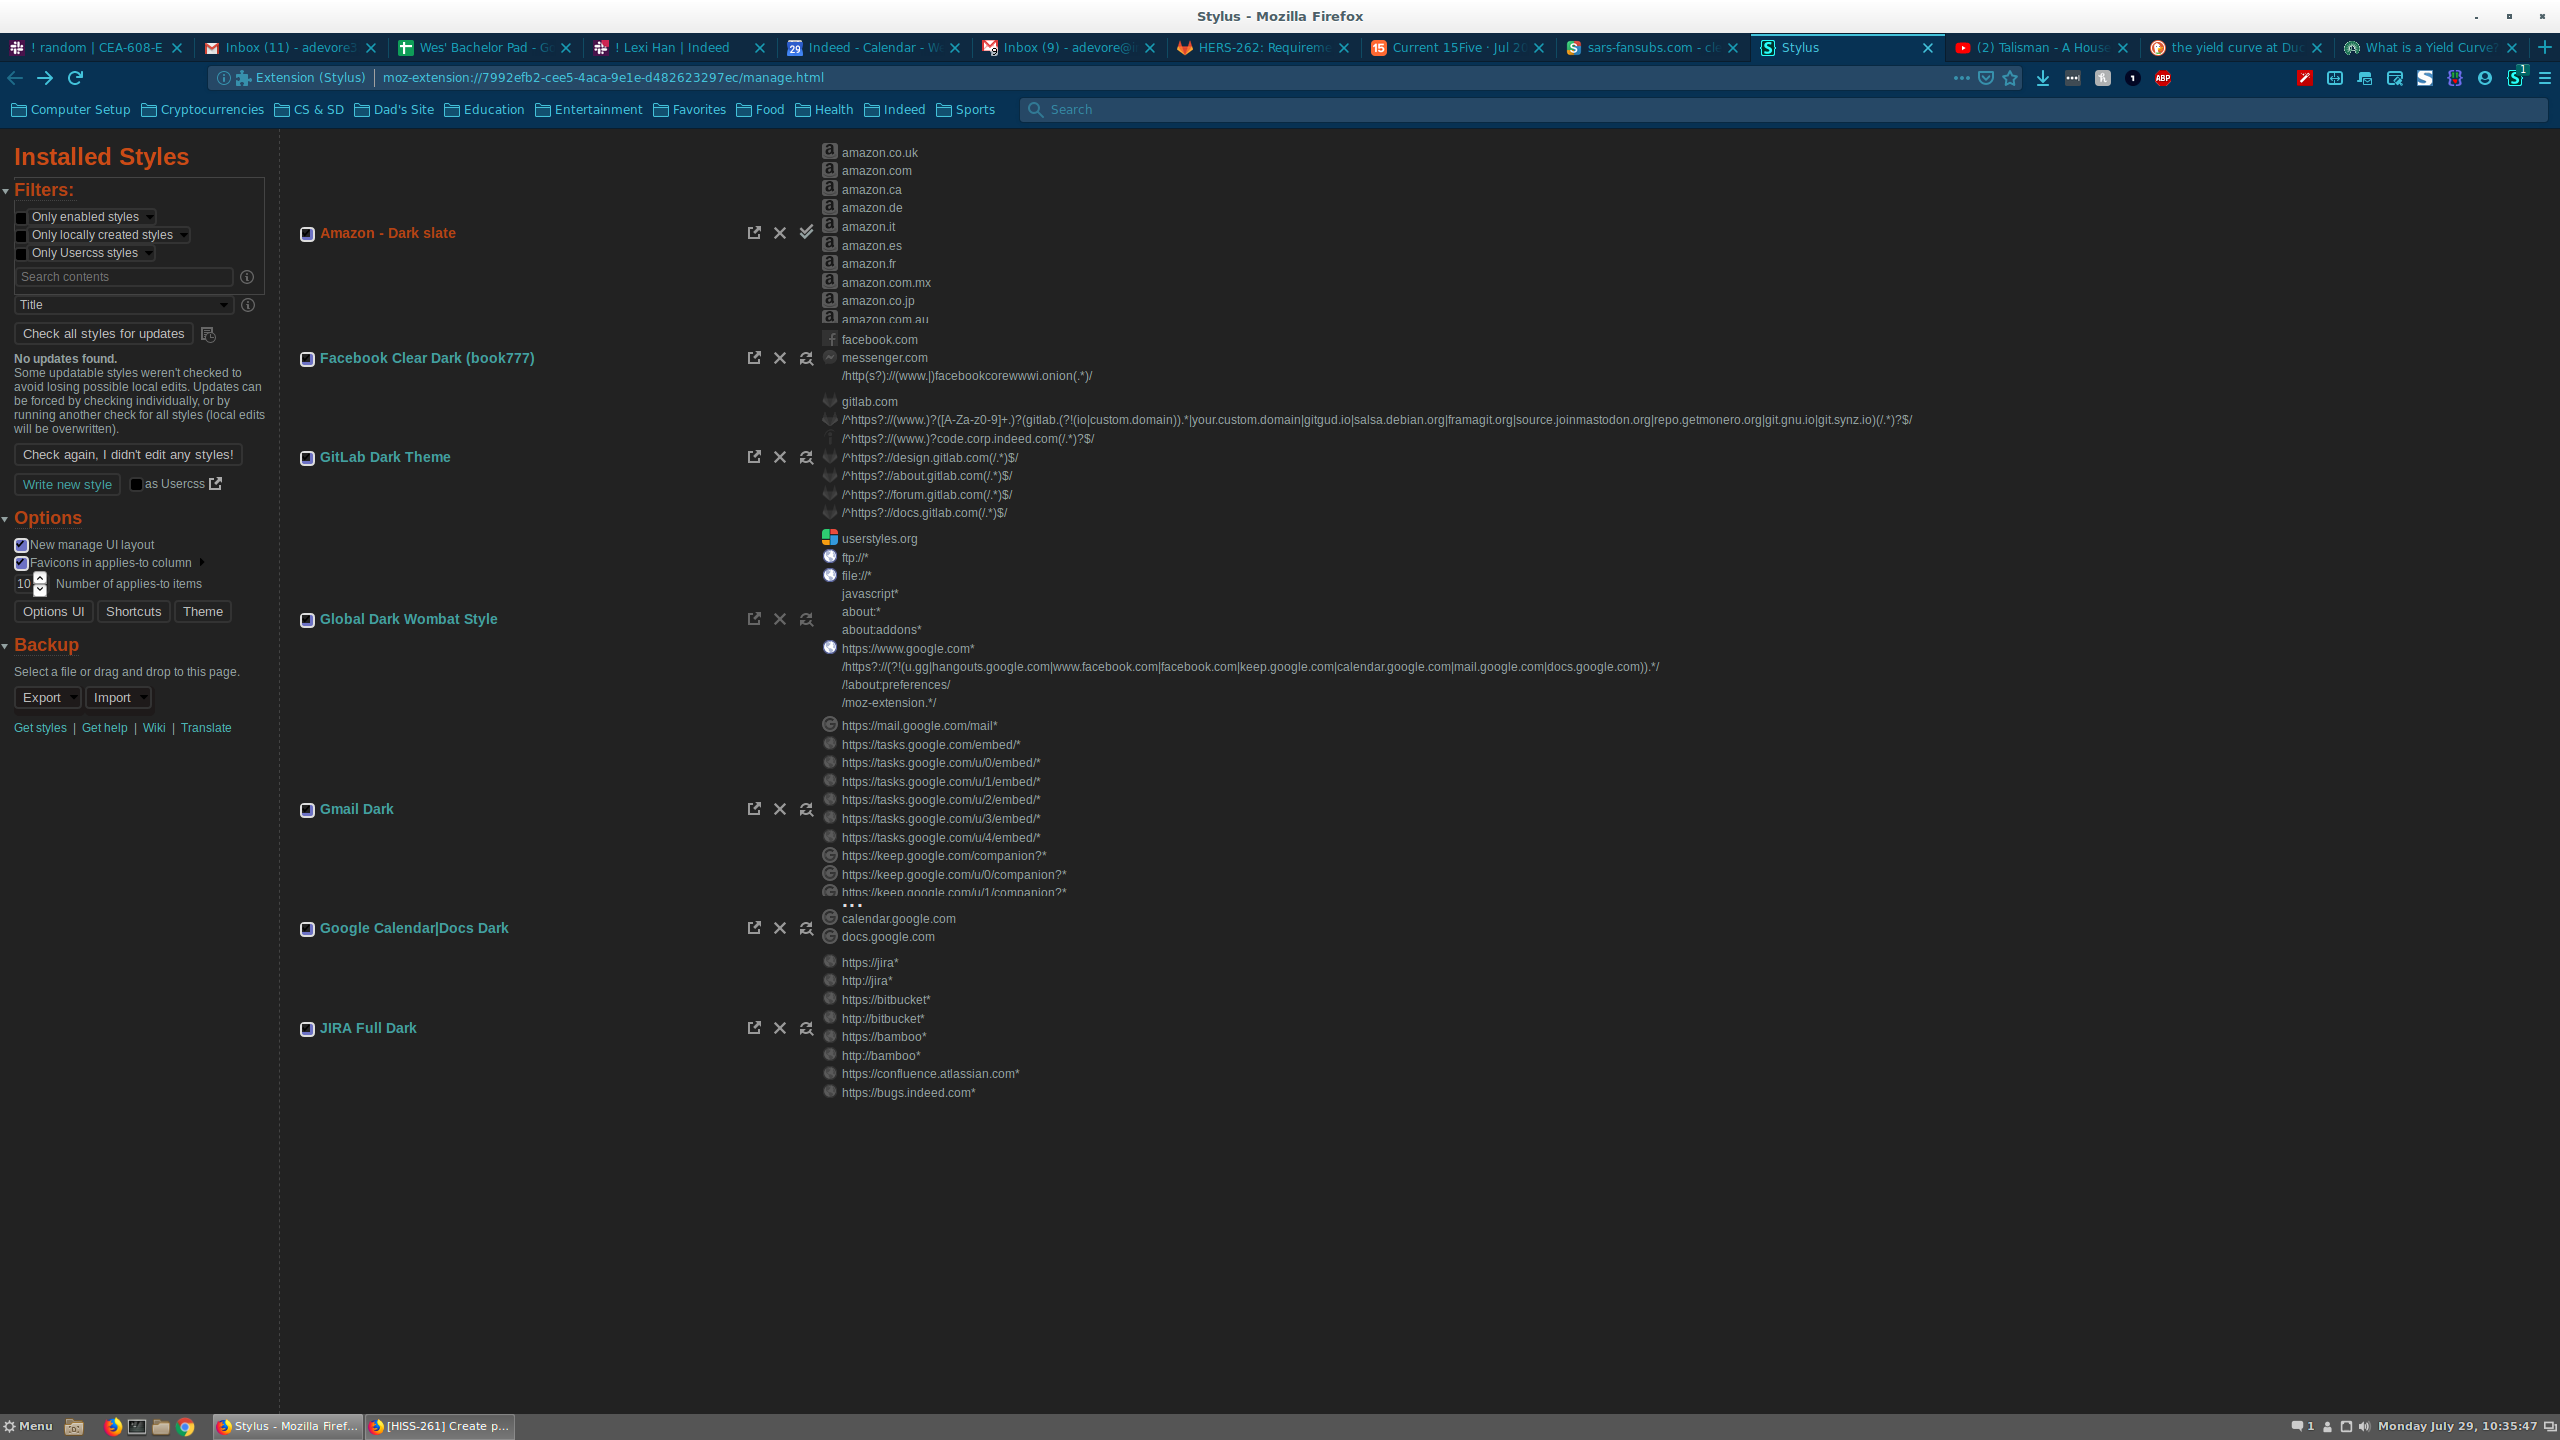 Stylus - Mozilla Firefox
! random | CEA-608-E
Inbox (11) - adevore3
Wes' Bachelor Pad - G
! Lexi Han | Indeed
29 Indeed - Calendar - W
Inbox (9) - adevore@i
HERS-262: Requireme
15 Current 15Five · Jul 2
sars-fansubs.com - cl
Stylus
(2) Talisman - A House
the yield curve at Du
What is a Yield Curve?
Extension (Stylus) moz-extension://7992efb2-cee5-4aca-9e1e-d482623297ec/manage.html
ABP
1
Computer Setup Cryptocurrencies CS & SD Dad's Site Education Entertainment Favorites Food Health Indeed Sports Search
Installed Styles
Filters:
Only enabled styles
Only locally created styles
Only Usercss styles
Search contents
Title
Check all styles for updates
No updates found.
Some updatable styles weren't checked to
avoid losing possible local edits. Updates can
be forced by checking individually, or by
running another check for all styles (local edits
will be overwritten).
Check again, I didn't edit any styles!
Write new style as Usercss
Options
New manage UI layout
Favicons in applies-to column
10 Number of applies-to items
Options UI Shortcuts Theme
Backup
Select a file or drag and drop to this page.
Export Import
Get styles | Get help | Wiki | Translate
Amazon - Dark slate
amazon.co.uk
amazon.com
amazon.ca
amazon.de
amazon.it
amazon.es
amazon.fr
amazon.com.mx
amazon.co.jp
amazon.com.au
Facebook Clear Dark (book777)
facebook.com
messenger.com
/http(s?)://(www.|)facebookcorewwwi.onion(.*)/
GitLab Dark Theme
gitlab.com
/^https?://(www.)?([A-Za-z0-9]+.)?(gitlab.(?!(io|custom.domain)).*|your.custom.domain|gitgud.io|salsa.debian.org|framagit.org|source.joinmastodon.org|repo.getmonero.org|git.gnu.io|git.synz.io)(/.*)?$/
/^https?://(www.)?code.corp.indeed.com(/.*)?$/
/^https?://design.gitlab.com(/.*)$/
/^https?://about.gitlab.com(/.*)$/
/^https?://forum.gitlab.com(/.*)$/
/^https?://docs.gitlab.com(/.*)$/
Global Dark Wombat Style
userstyles.org
ftp://*
file://*
javascript*
about:*
about:addons*
https://www.google.com*
/https?://(?!(u.gg|hangouts.google.com|www.facebook.com|facebook.com|keep.google.com|calendar.google.com|mail.google.com|docs.google.com)).*/
/!about:preferences/
/moz-extension.*/
Gmail Dark
https://mail.google.com/mail*
https://tasks.google.com/embed/*
https://tasks.google.com/u/0/embed/*
https://tasks.google.com/u/1/embed/*
https://tasks.google.com/u/2/embed/*
https://tasks.google.com/u/3/embed/*
https://tasks.google.com/u/4/embed/*
https://keep.google.com/companion?*
https://keep.google.com/u/0/companion?*
https://keep.google.com/u/1/companion?*
...
Google Calendar|Docs Dark
calendar.google.com
docs.google.com
JIRA Full Dark
https://jira*
http://jira*
https://bitbucket*
http://bitbucket*
https://bamboo*
http://bamboo*
https://confluence.atlassian.com*
https://bugs.indeed.com*
Menu
Stylus - Mozilla Firef...
[HISS-261] Create p...
1
Monday July 29, 10:35:47